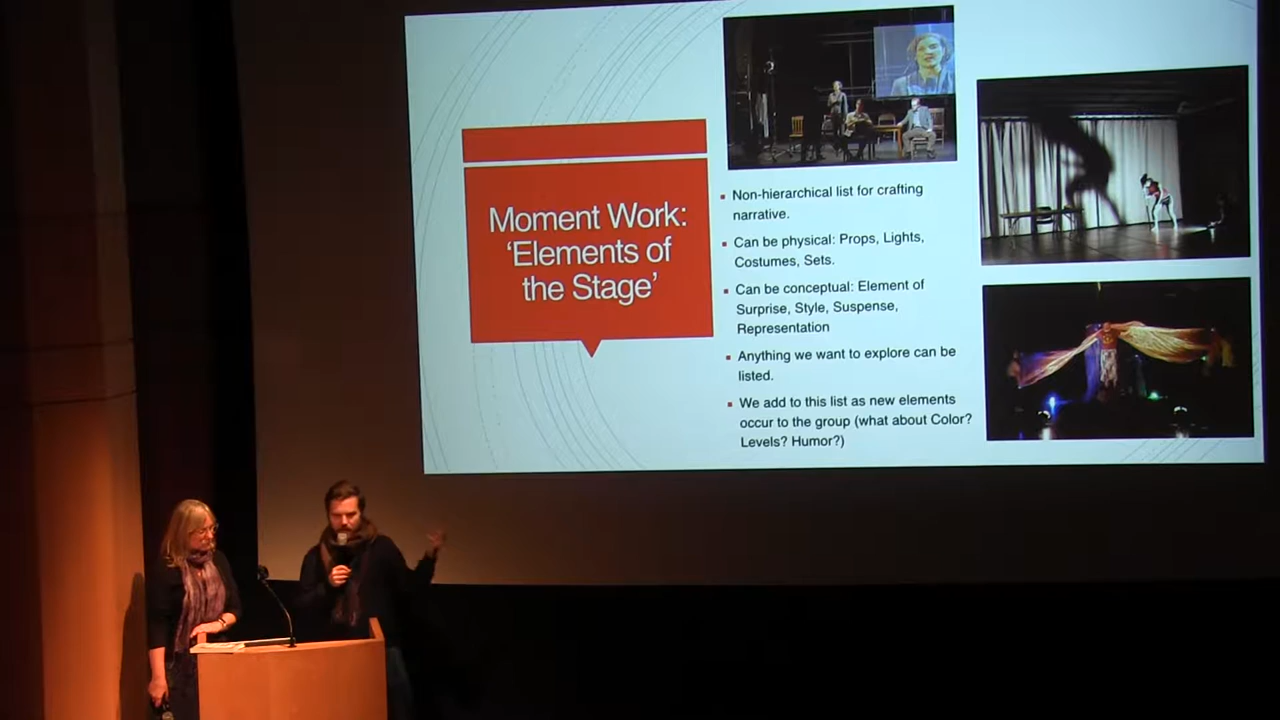 Moment Work:
‘Elements of
the Stage’
Non-hierarchical list for crafting
narrative.
Can be physical: Props, Lights,
Costumes, Sets.
Can be conceptual: Element of
Surprise, Style, Suspense,
Representation
Anything we want to explore can be
listed.
We add to this list as new elements
occur to the group (what about Color?
Levels? Humor?)